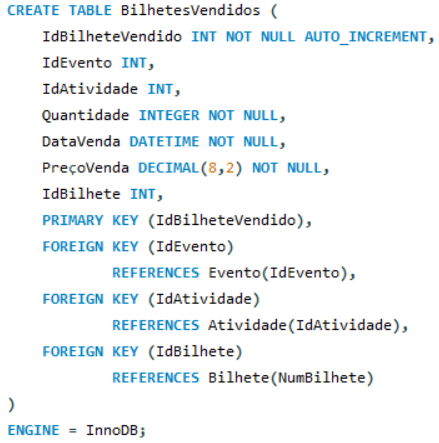 CREATE TABLE BilhetesVendidos (
IdBilheteVendido INT NOT NULL AUTO_INCREMENT,
IdEvento INT,
IdAtividade INT,
Quantidade INTEGER NOT NULL,
DataVenda DATETIME NOT NULL,
PreçoVenda DECIMAL(8,2) NOT NULL,
IdBilhete INT,
PRIMARY KEY (IdBilheteVendido),
FOREIGN KEY (IdEvento)
REFERENCES Evento(IdEvento),
FOREIGN KEY (IdAtividade)
REFERENCES Atividade(IdAtividade),
FOREIGN KEY (IdBilhete)
REFERENCES Bilhete(NumBilhete)
)
ENGINE = InnoDB;